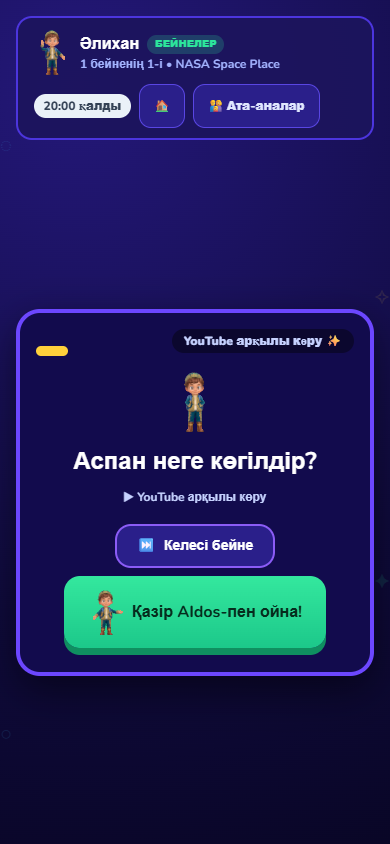 Әлихан БЕЙНЕЛЕР
1 бейненің 1-і • NASA Space Place
20:00 қалды
Ата-аналар
YouTube арқылы көру
Аспан неге көгілдір?
▶ YouTube арқылы көру
Келесі бейне
Қазір Aldos-пен ойна!